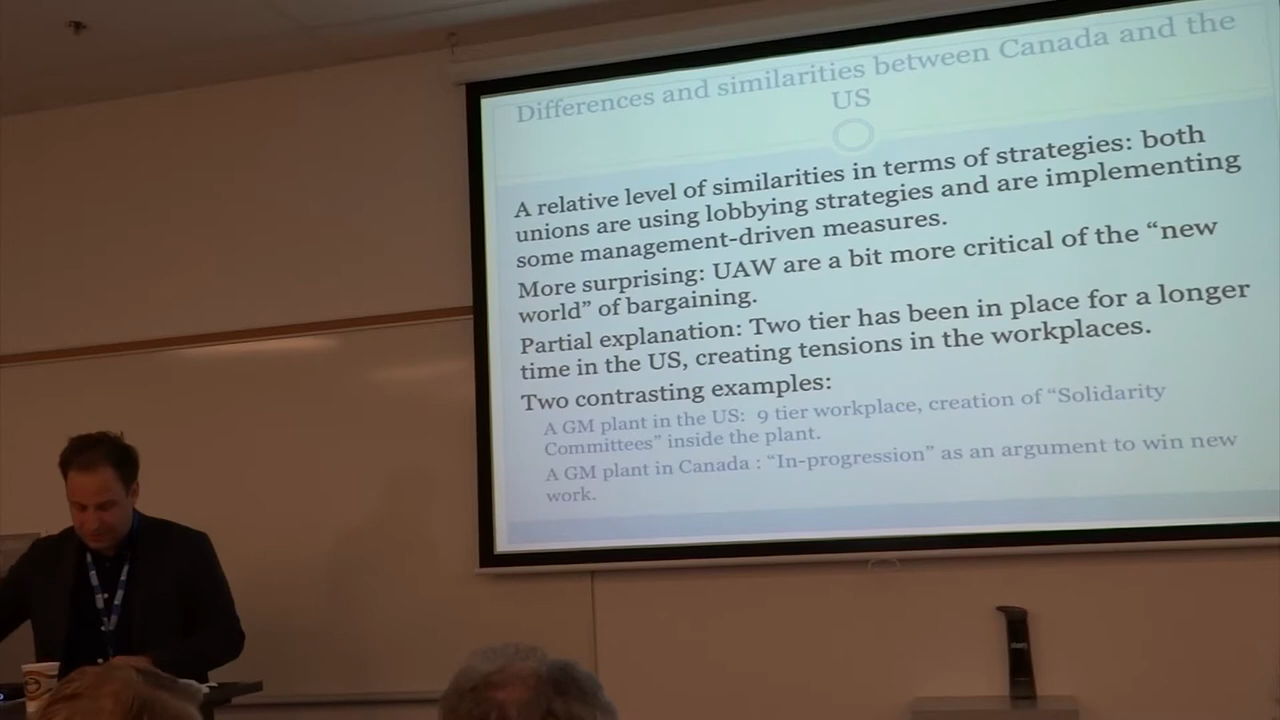 Differences and similarities between Canada and the
US
A relative level of similarities in terms of strategies: both
unions are using lobbying strategies and are implementing
some management-driven measures.
More surprising: UAW are a bit more critical of the “new
world” of bargaining.
Partial explanation: Two tier has been in place for a longer
time in the US, creating tensions in the workplaces.
Two contrasting examples:
A GM plant in the US:  9 tier workplace, creation of “Solidarity
Committees” inside the plant.
A GM plant in Canada : “In-progression” as an argument to win new
work.